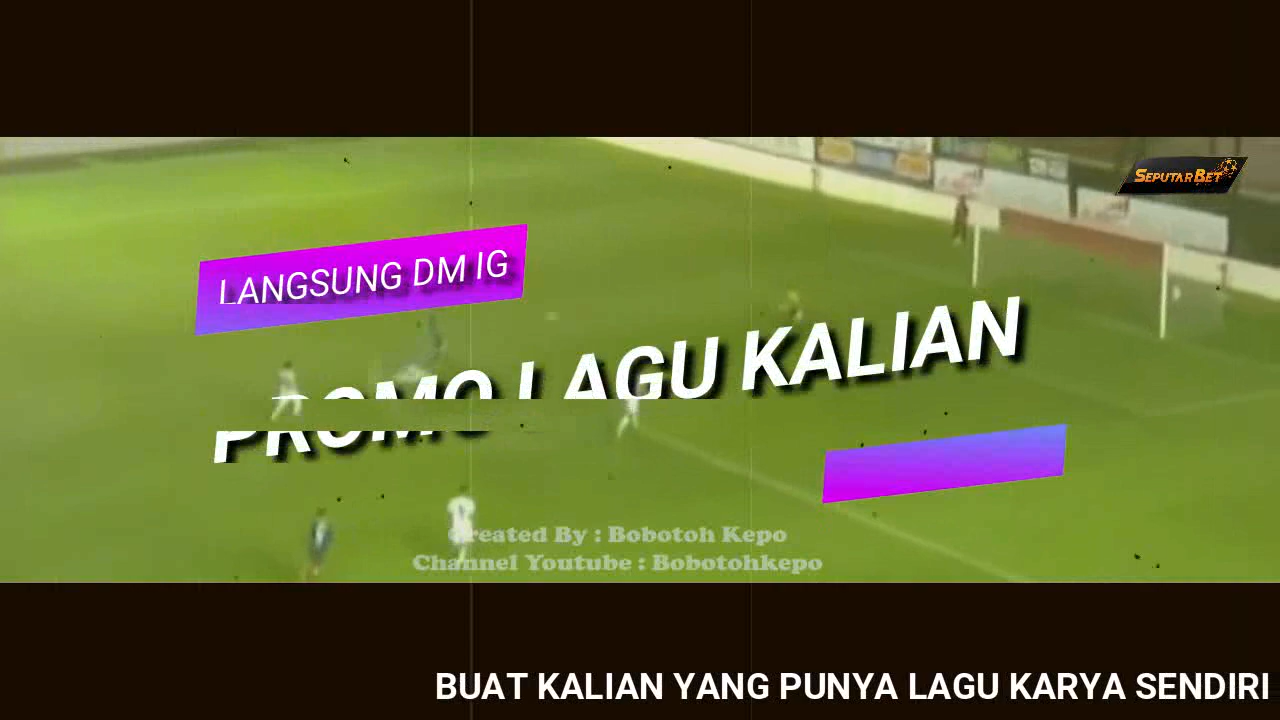 SEPUTARBET
LANGSUNG DM IG
PROMO LAGU KALIAN
Created By : Bobotoh Kepo
Channel Youtube : Bobotohkepo
BUAT KALIAN YANG PUNYA LAGU KARYA SENDIRI